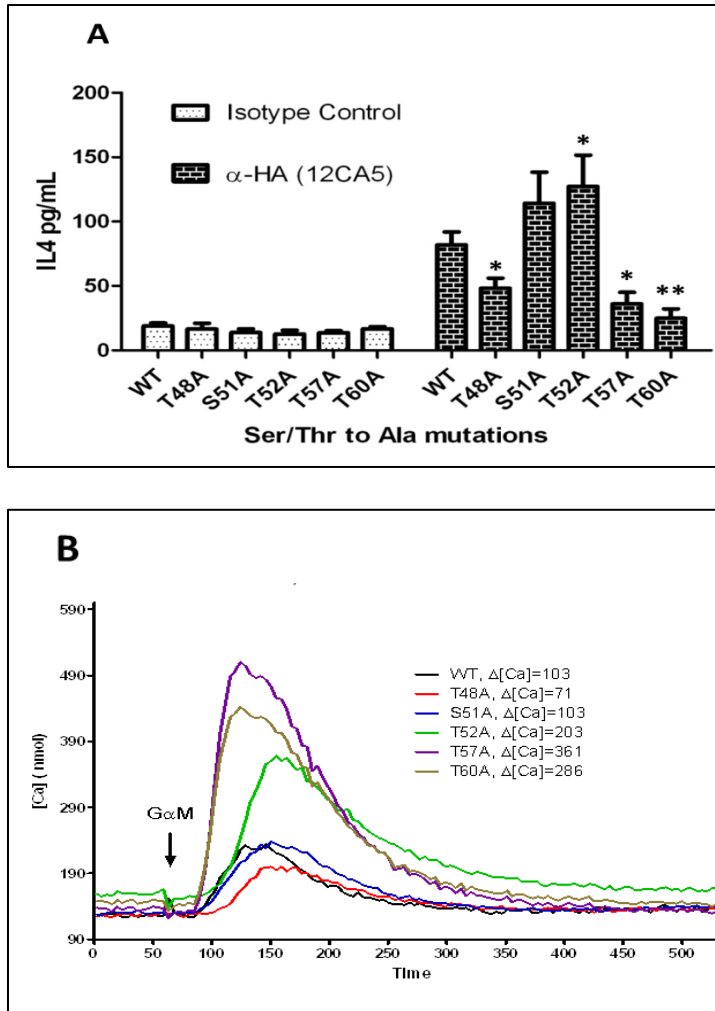 A
200
150
100
50
0
IL4 pg/mL
Isotype Control
α-HA (12CA5)
*
*
*
**
WT T48A S51A T52A T57A T60A WT T48A S51A T52A T57A T60A
Ser/Thr to Ala mutations
B
590
490
390
290
190
90
[Ca] (nmol)
GαM
WT, Δ[Ca]=103
T48A, Δ[Ca]=71
S51A, Δ[Ca]=103
T52A, Δ[Ca]=203
T57A, Δ[Ca]=361
T60A, Δ[Ca]=286
0 50 100 150 200 250 300 350 400 450 500
Time